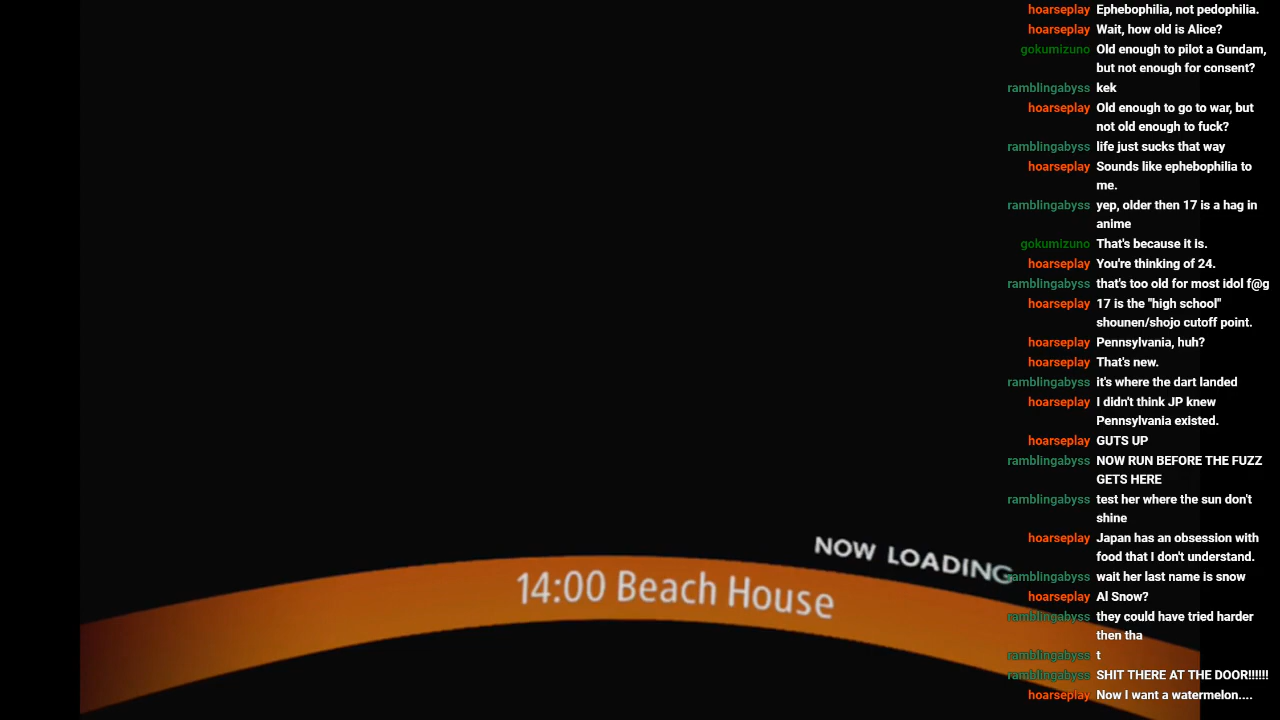 hoarseplay Ephebophilia, not pedophilia.
hoarseplay Wait, how old is Alice?
gokumizuno Old enough to pilot a Gundam,
but not enough for consent?
ramblingabyss kek
hoarseplay Old enough to go to war, but
not old enough to fuck?
ramblingabyss life just sucks that way
hoarseplay Sounds like ephebophilia to
me.
ramblingabyss yep, older then 17 is a hag in
anime
gokumizuno That's because it is.
hoarseplay You're thinking of 24.
ramblingabyss that's too old for most idol f@g
hoarseplay 17 is the "high school"
shounen/shojo cutoff point.
hoarseplay Pennsylvania, huh?
hoarseplay That's new.
ramblingabyss it's where the dart landed
hoarseplay I didn't think JP knew
Pennsylvania existed.
hoarseplay GUTS UP
ramblingabyss NOW RUN BEFORE THE FUZZ
GETS HERE
ramblingabyss test her where the sun don't
shine
hoarseplay Japan has an obsession with
food that I don't understand.
ramblingabyss wait her last name is snow
hoarseplay Al Snow?
ramblingabyss they could have tried harder
then tha
ramblingabyss t
ramblingabyss SHIT THERE AT THE DOOR!!!!!!
hoarseplay Now I want a watermelon....
NOW LOADING
14:00 Beach House